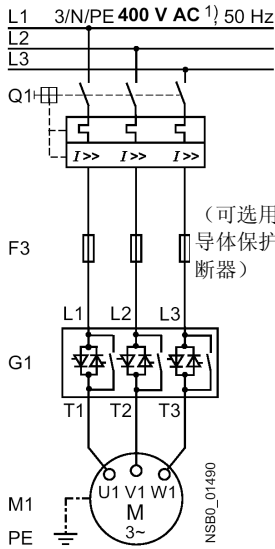 L1 3/N/PE 400 V AC 1), 50 Hz
L2
L3
Q1
I>> I>> I>>
(可选用
导体保护
断器)
F3
L1 L2 L3
G1
T1 T2 T3
U1 V1 W1
M
3~
M1
PE
NSB0_01490